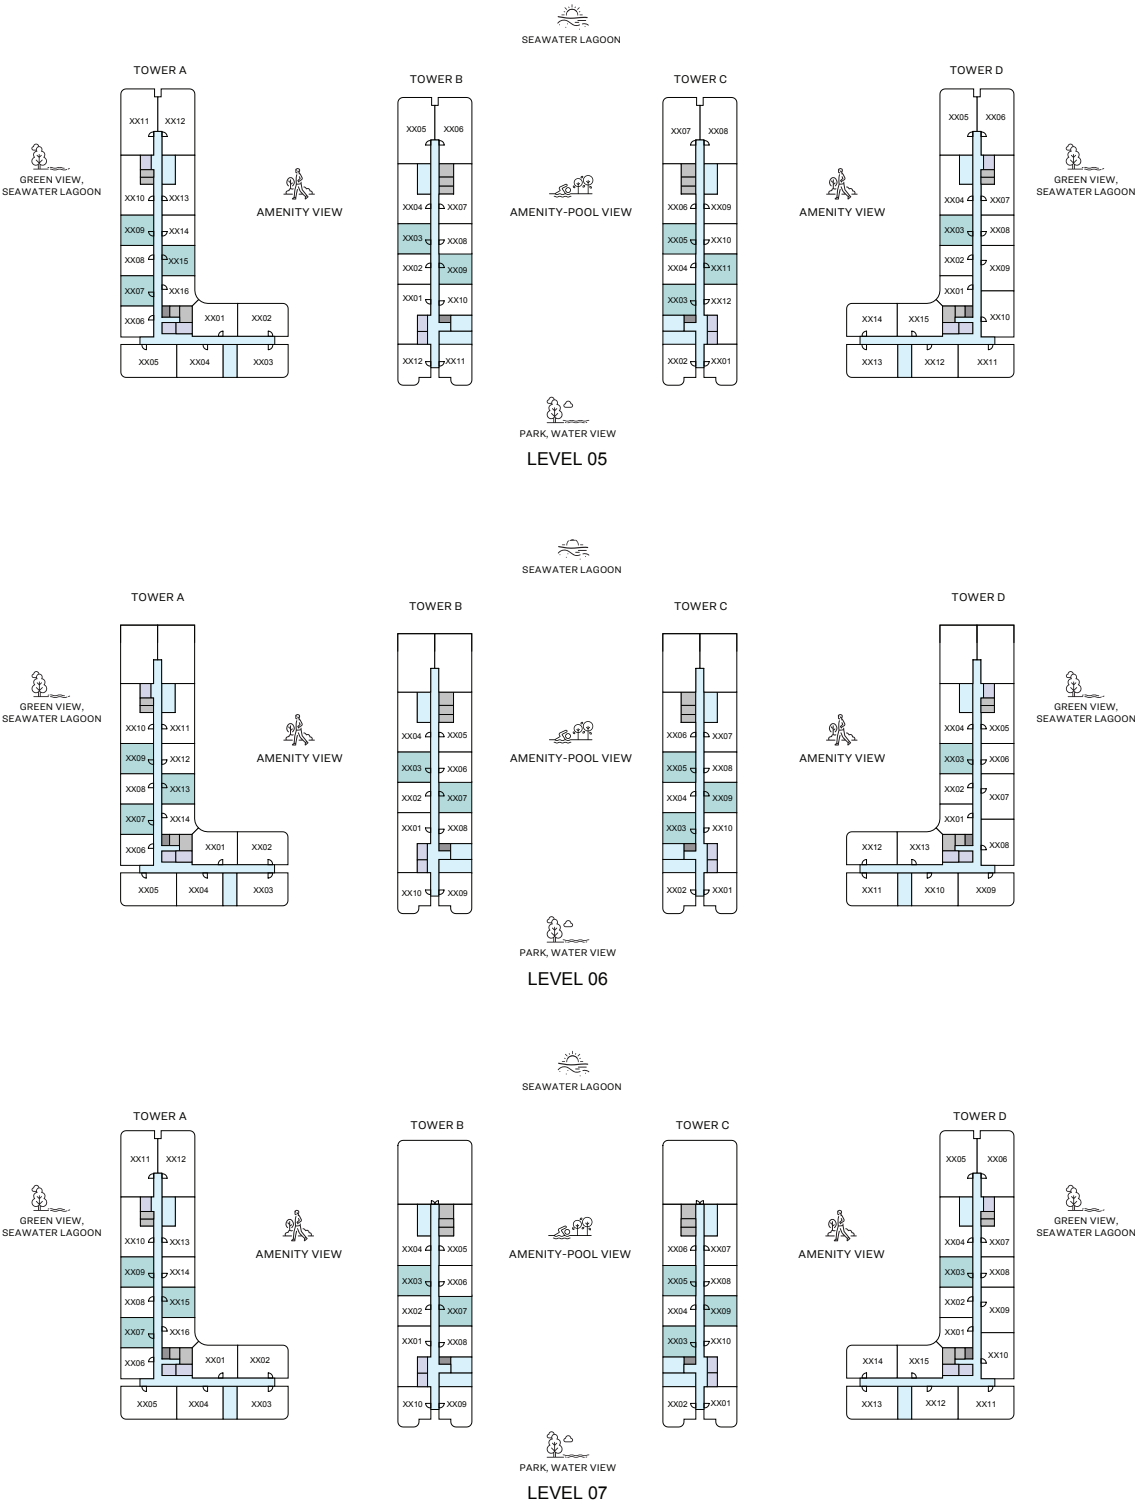 SEAWATER LAGOON
TOWER A
TOWER B
TOWER C
TOWER D
XX11 XX12
XX05 XX06
XX07 XX08
XX05 XX06
GREEN VIEW,
SEAWATER LAGOON
AMENITY VIEW
AMENITY-POOL VIEW
AMENITY VIEW
GREEN VIEW,
SEAWATER LAGOON
XX10 XX13
XX04 XX07
XX06 XX09
XX04 XX07
XX09 XX14
XX03 XX08
XX05 XX10
XX03 XX08
XX08 XX15
XX02 XX09
XX04 XX11
XX02 XX09
XX07 XX16
XX01 XX10
XX03 XX12
XX01
XX06 XX01 XX02
XX14 XX15 XX10
XX05 XX04 XX03
XX12 XX11
XX02 XX01
XX13 XX12 XX11
PARK, WATER VIEW
LEVEL 05
SEAWATER LAGOON
TOWER A
TOWER B
TOWER C
TOWER D
GREEN VIEW,
SEAWATER LAGOON
AMENITY VIEW
AMENITY-POOL VIEW
AMENITY VIEW
GREEN VIEW,
SEAWATER LAGOON
XX10 XX11
XX04 XX05
XX06 XX07
XX04 XX05
XX09 XX12
XX03 XX06
XX05 XX08
XX03 XX06
XX08 XX13
XX02 XX07
XX04 XX09
XX02 XX07
XX07 XX14
XX01 XX08
XX03 XX10
XX01
XX06 XX01 XX02
XX12 XX13 XX08
XX05 XX04 XX03
XX10 XX09
XX02 XX01
XX11 XX10 XX09
PARK, WATER VIEW
LEVEL 06
SEAWATER LAGOON
TOWER A
TOWER B
TOWER C
TOWER D
XX11 XX12
XX05 XX06
GREEN VIEW,
SEAWATER LAGOON
AMENITY VIEW
AMENITY-POOL VIEW
AMENITY VIEW
GREEN VIEW,
SEAWATER LAGOON
XX10 XX13
XX04 XX05
XX06 XX07
XX04 XX07
XX09 XX14
XX03 XX06
XX05 XX08
XX03 XX08
XX08 XX15
XX02 XX07
XX04 XX09
XX02 XX09
XX07 XX16
XX01 XX08
XX03 XX10
XX01
XX06 XX01 XX02
XX14 XX15 XX10
XX05 XX04 XX03
XX10 XX09
XX02 XX01
XX13 XX12 XX11
PARK, WATER VIEW
LEVEL 07